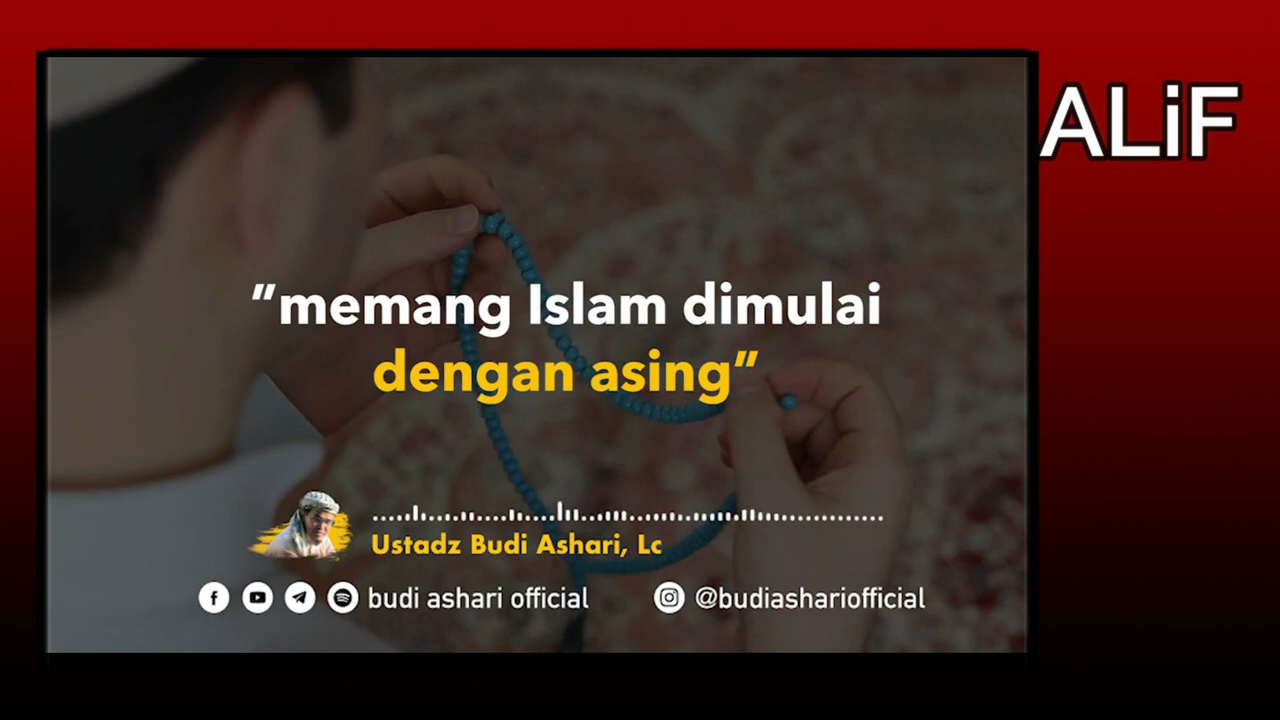 ALiF
"memang Islam dimulai
dengan asing"
Ustadz Budi Ashari, Lc
budi ashari official
@budiashariofficial